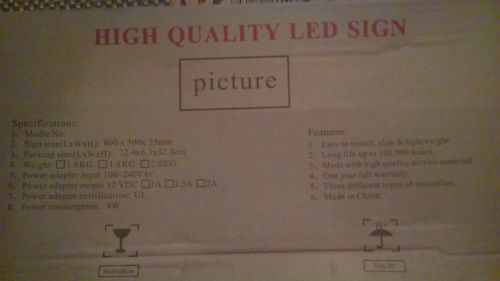 HIGH QUALITY LED SIGN
picture
Specifications:
1. Modle No:
2. Sign size(LxWxH): 600 x 300x 25mm
3. Packing size(LxWxH): 72.4x6.3x32.4cm
4. Weight: □1.6KG □1.8KG □2.0KG
5. Power adapter input 100-240VAC.
6. Power adapter output 12 VDC □1A □1.5A □2A
7. Power adapter certification: UL
8. Power consumption: 8W
Features:
1. Easy to install, slim & lightweight
2. Long life up to 100,000 hours
3. Made with high quality acrylic material
4. One year full warranty.
5. Three different types of animation.
6. Made in China.